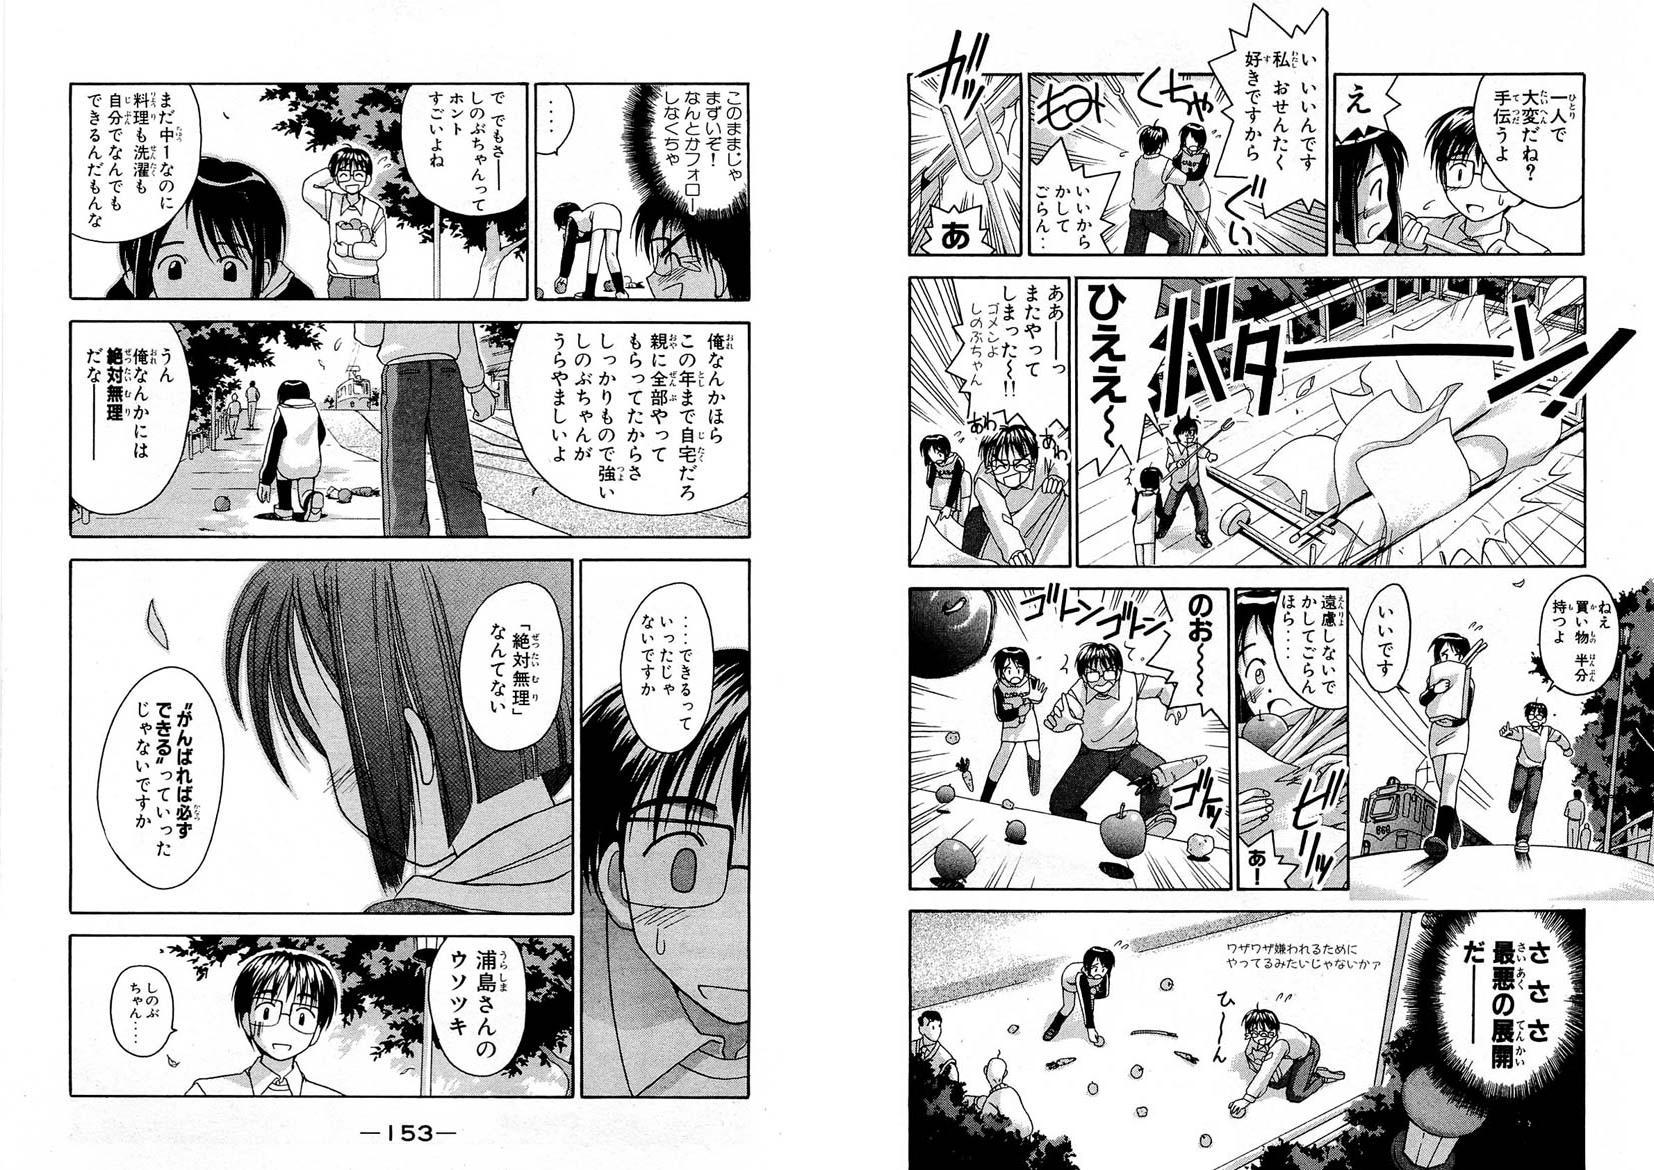 一人で
大変だね?
手伝うよ
え
い いいんです
私 おせんたく
好きですから
ぐい
くちゃ
もみ
いいから
かして
ごらん‥
ガッ
あ
バターン!
ひええ〜〜
ああーっ
またやって
しまった〜!!
ゴメンよ
しのぶちゃん
あわ
あわ
ねえ
買い物 半分
持つよ
いいです
遠慮しないで
かしてごらん
ほら‥‥
ビリッ
あ!
のお〜〜
ゴトン
ゴトン
ゴッ
ゴロッ
さささ
最悪の展開
だ――
ワザワザ嫌われるために
やってるみたいじゃないかァ
ひ〜〜ん
このままじゃ
まずいぞ!
なんとかフォロー
しなくちゃ
‥‥
で でもさ――
しのぶちゃんって
ホント
すごいよね
まだ中1なのに
料理も洗濯も
自分でなんでも
できるんだもんな
俺なんかほら
この年まで自宅だろ
親に全部やって
もらってたからさ
しっかりもので強い
しのぶちゃんが
うらやましいよ
うん
俺なんかには
絶対無理
だな――
‥‥できるって
いったじゃ
ないですか
「絶対無理」
なんてない
“がんばれば必ず
できる”っていった
じゃないですか
浦島さんの
ウソツキ
しのぶ
ちゃん‥‥
—153—